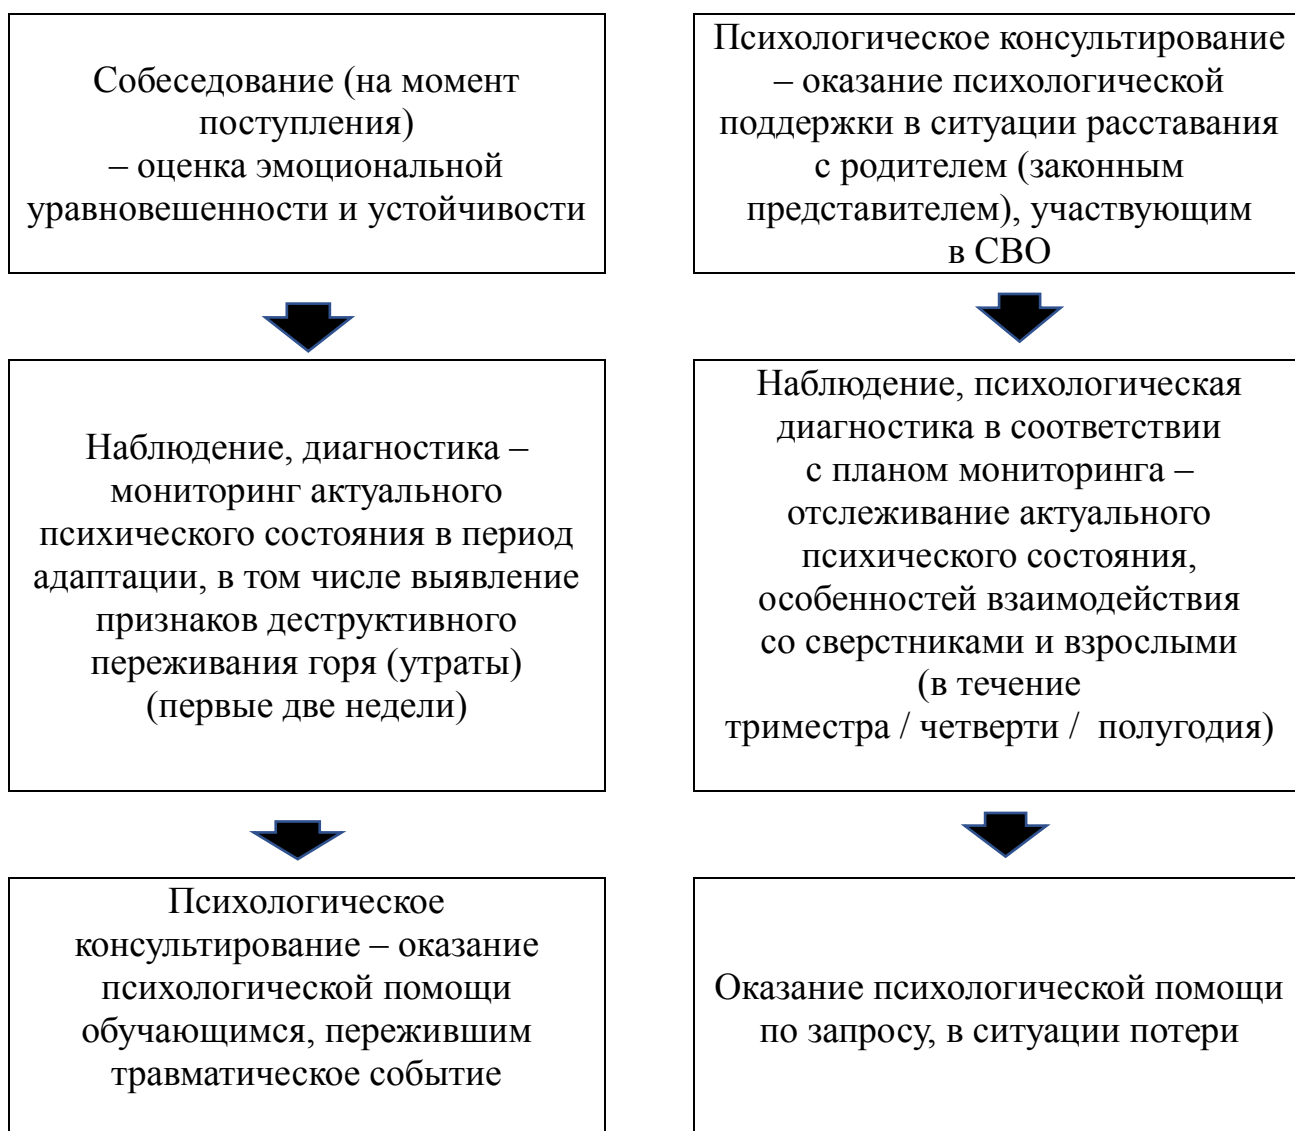 Собеседование (на момент
поступления)
– оценка эмоциональной
уравновешенности и устойчивости
Наблюдение, диагностика –
мониторинг актуального
психического состояния в период
адаптации, в том числе выявление
признаков деструктивного
переживания горя (утраты)
(первые две недели)
Психологическое
консультирование – оказание
психологической помощи
обучающимся, пережившим
травматическое событие
Психологическое консультирование
– оказание психологической
поддержки в ситуации расставания
с родителем (законным
представителем), участвующим
в СВО
Наблюдение, психологическая
диагностика в соответствии
с планом мониторинга –
отслеживание актуального
психического состояния,
особенностей взаимодействия
со сверстниками и взрослыми
(в течение
триместра / четверти / полугодия)
Оказание психологической помощи
по запросу, в ситуации потери